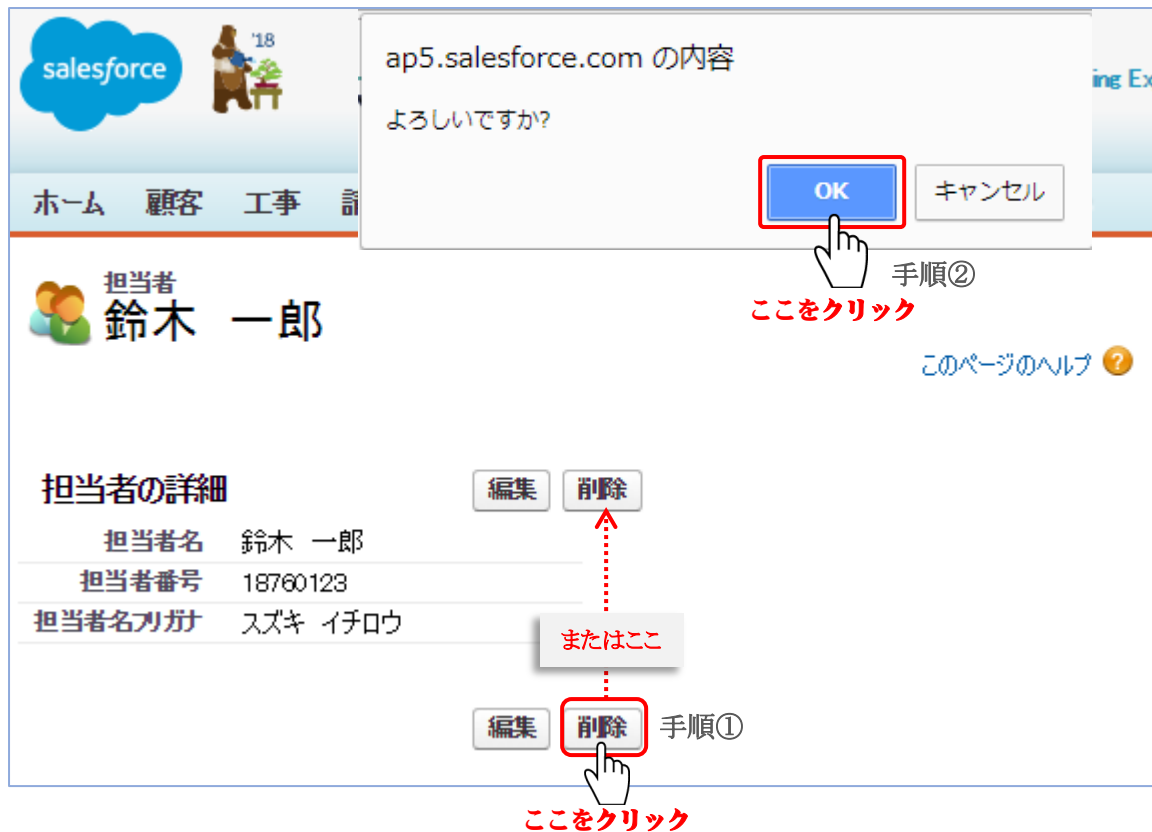 salesforce
'18
ap5.salesforce.com の内容
よろしいですか?
OK
キャンセル
ing Ex
ホーム 顧客 工事
手順②
ここをクリック
担当者
鈴木 一郎
このページのヘルプ ?
担当者の詳細
編集 削除
担当者名 鈴木 一郎
担当者番号 18760123
担当者名フリガナ スズキ イチロウ
またはここ
編集 削除 手順①
ここをクリック